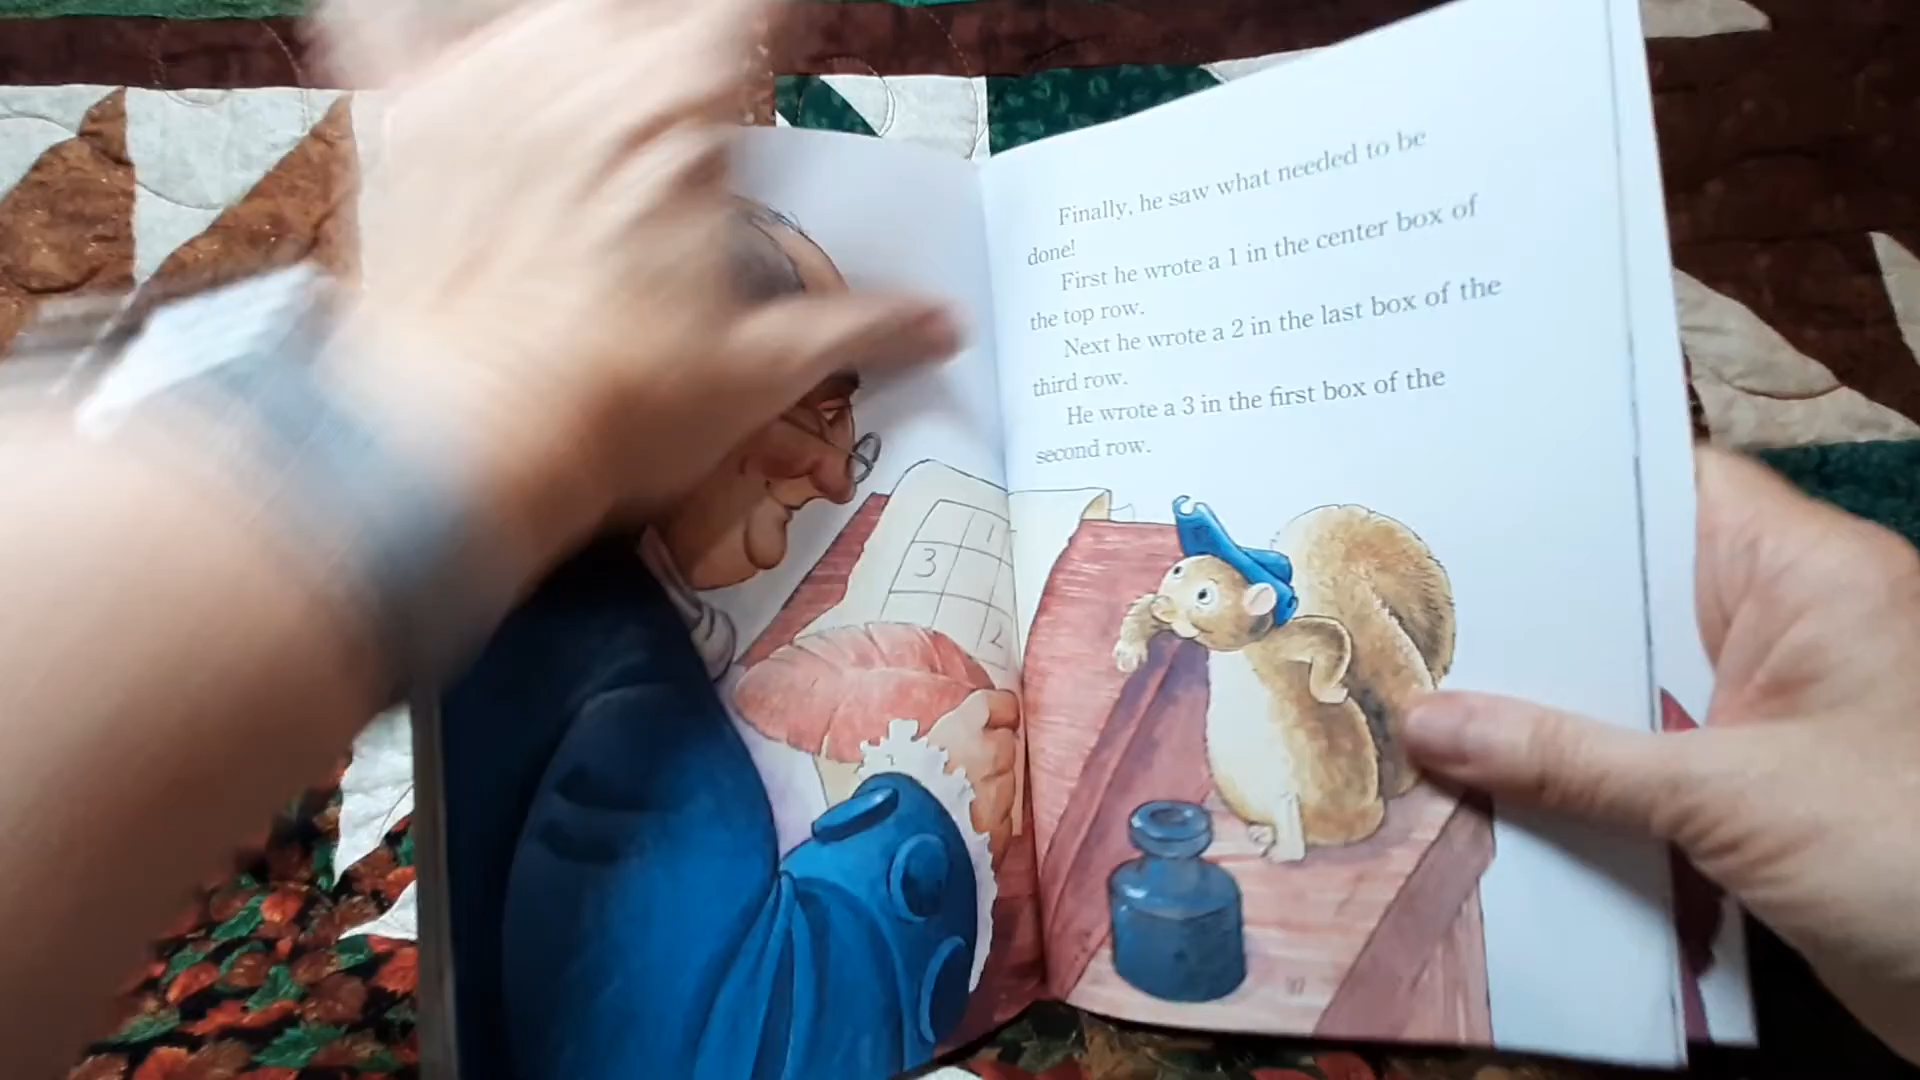 Finally, he saw what needed to be
done!
First he wrote a 1 in the center box of
the top row.
Next he wrote a 2 in the last box of the
third row.
He wrote a 3 in the first box of the
second row.
1
3
2